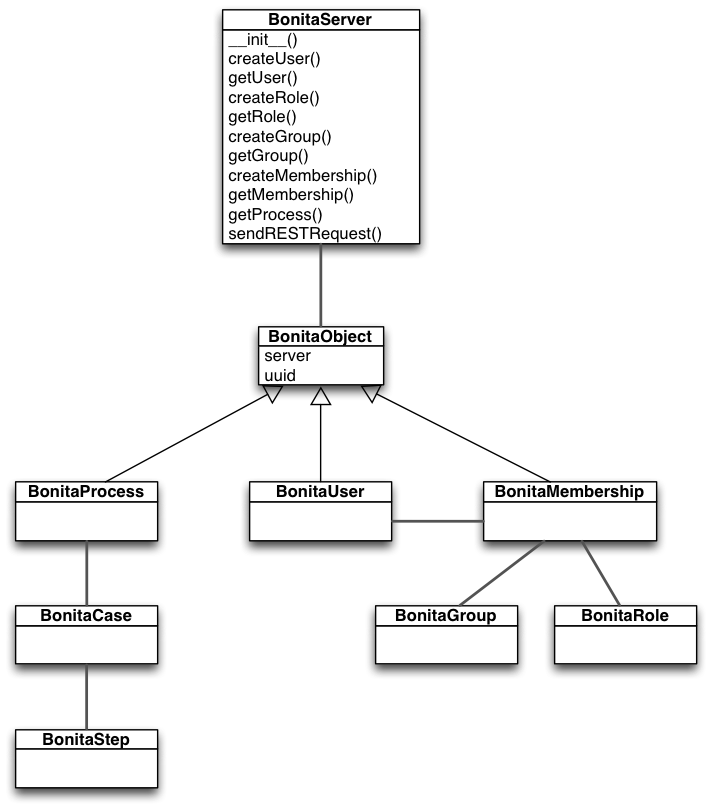 BonitaServer
__init__()
createUser()
getUser()
createRole()
getRole()
createGroup()
getGroup()
createMembership()
getMembership()
getProcess()
sendRESTRequest()
BonitaObject
server
uuid
BonitaProcess
BonitaUser
BonitaMembership
BonitaCase
BonitaGroup
BonitaRole
BonitaStep